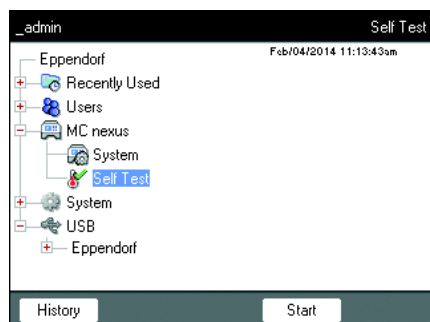 _admin Self Test
Feb/04/2014 11:13:43am
Eppendorf
Recently Used
Users
MC nexus
System
Self Test
System
USB
Eppendorf
History Start